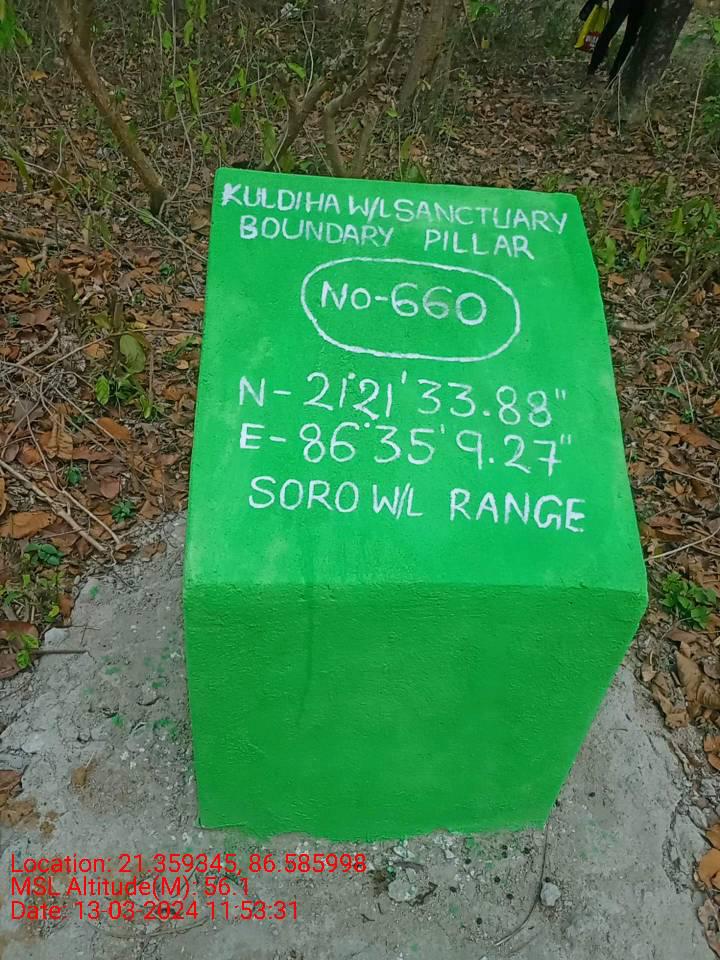 KULDIHA W/L SANCTUARY
BOUNDARY PILLAR
NO-660
N- 21°21'33.88"
E- 86°35'9.27"
SORO W/L RANGE
Location: 21.359345, 86.585998
MSL Altitude(M): 56.1
Date: 13-03-2024 11:53:31